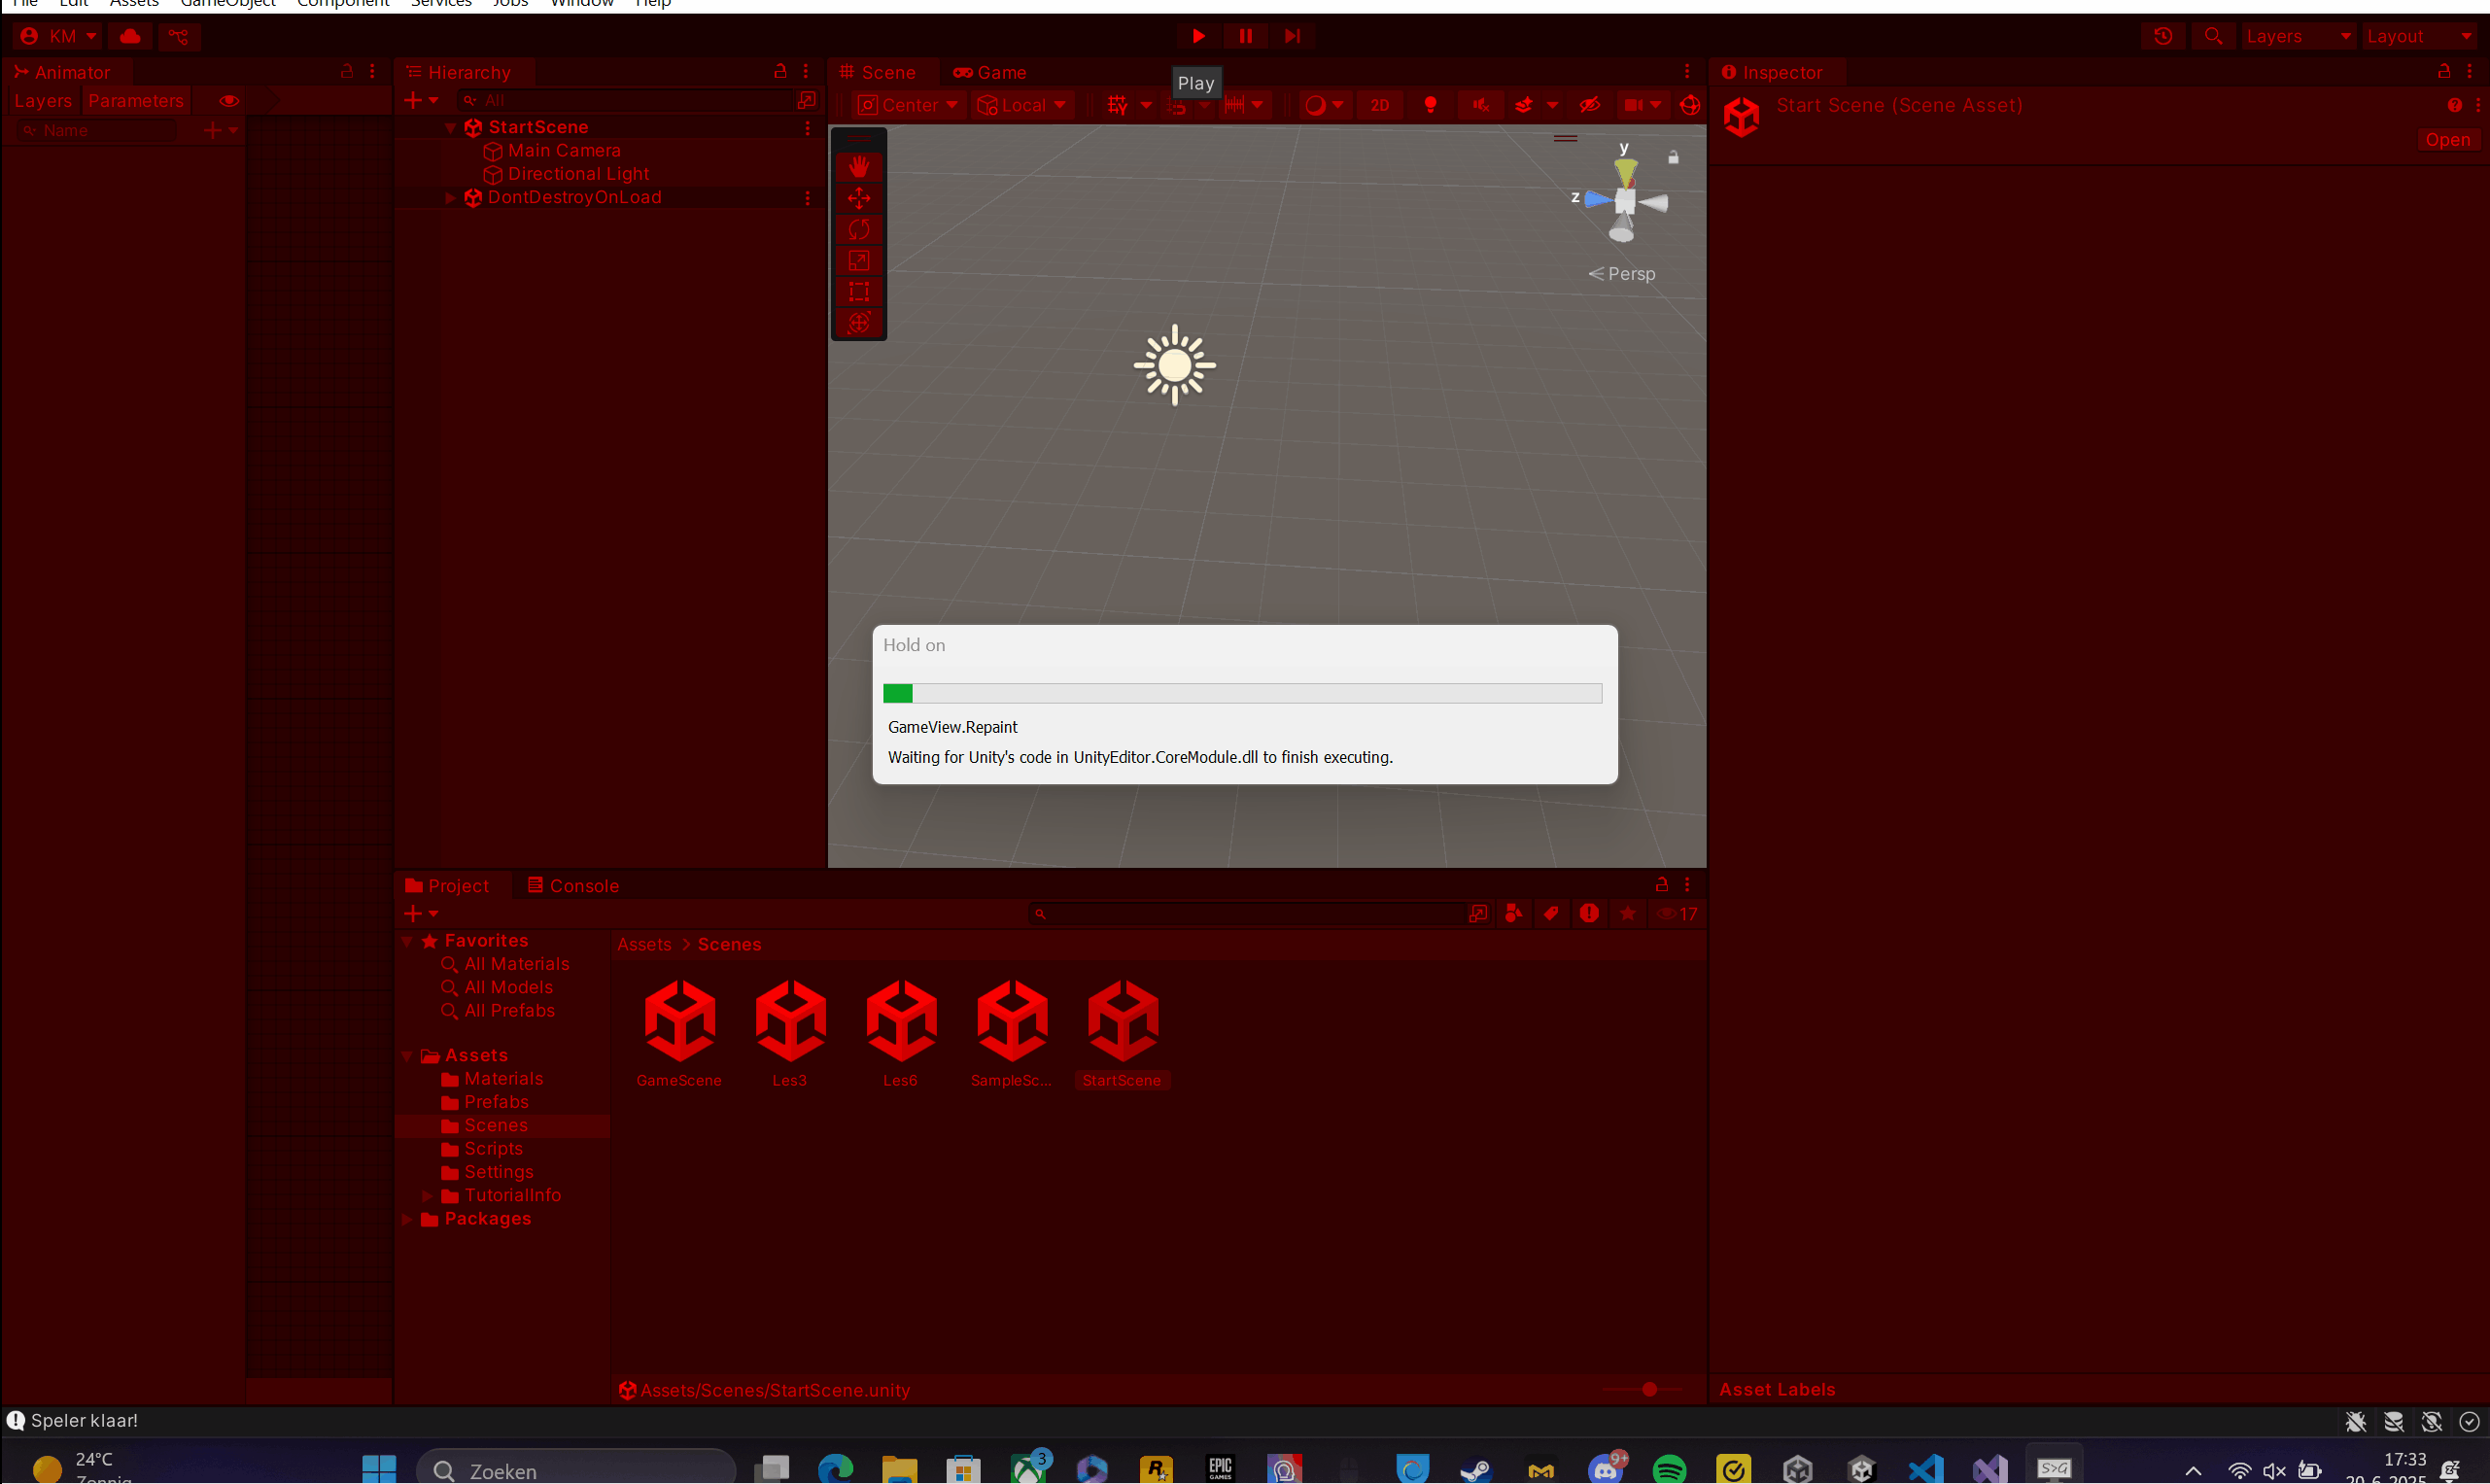 File Edit Assets GameObject Component Services Jobs Window Help
KM
Layers Layout
Animator
Layers Parameters
Name
Hierarchy
All
StartScene
Main Camera
Directional Light
DontDestroyOnLoad
Scene Game
Play
Center Local 2D
y
z
Persp
Inspector
Start Scene (Scene Asset)
Open
Hold on
GameView.Repaint
Waiting for Unity's code in UnityEditor.CoreModule.dll to finish executing.
Project Console
17
Favorites
All Materials
All Models
All Prefabs
Assets
Materials
Prefabs
Scenes
Scripts
Settings
TutorialInfo
Packages
Assets > Scenes
GameScene Les3 Les6 SampleSc... StartScene
Assets/Scenes/StartScene.unity
Asset Labels
Speler klaar!
24°C
Zonnig
Zoeken
3
EPIC GAMES
9+
S>G
17:33
20-6-2025